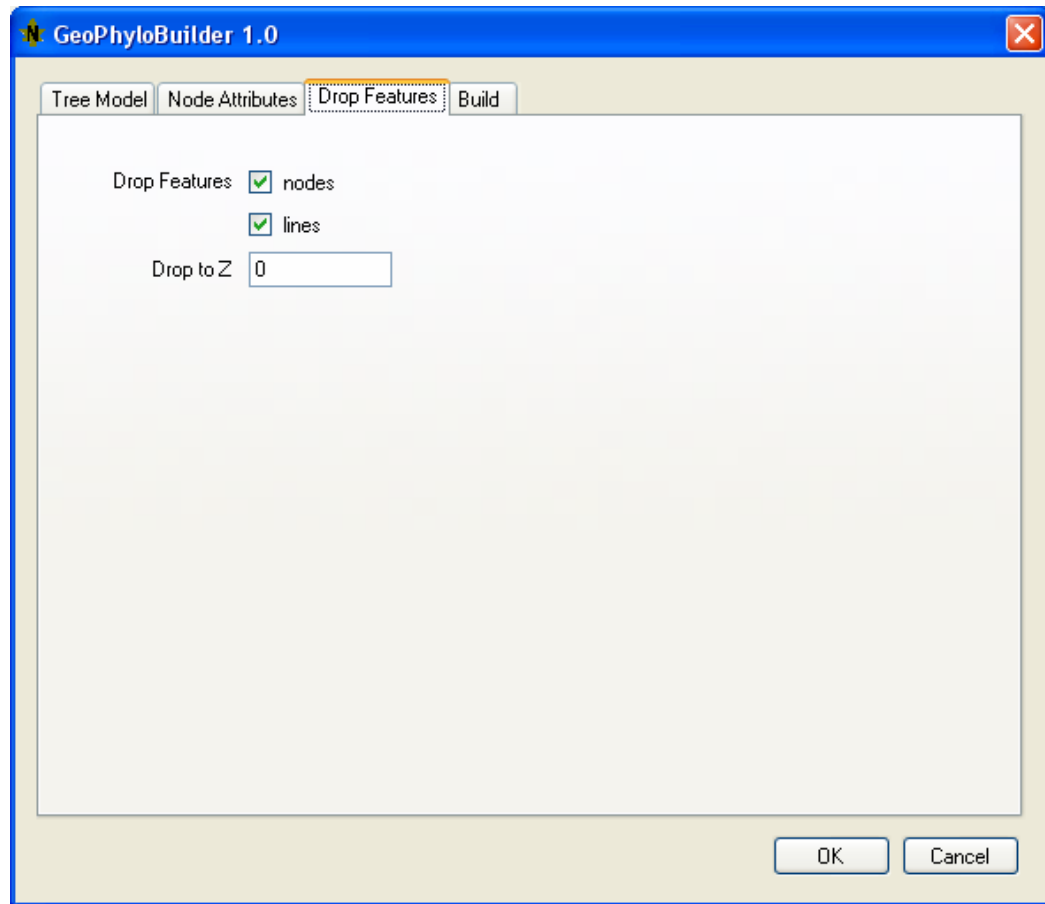 GeoPhyloBuilder 1.0
Tree Model Node Attributes Drop Features Build
Drop Features nodes
lines
Drop to Z 0
OK Cancel